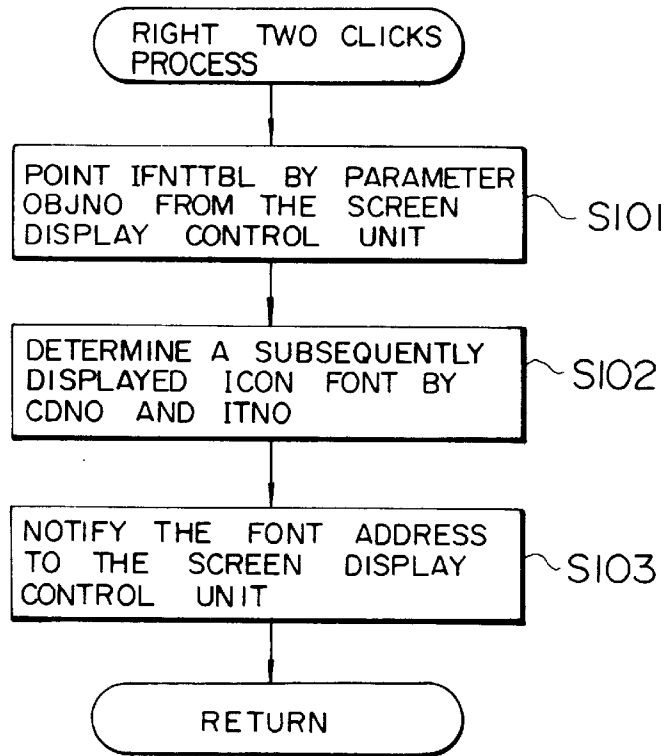 RIGHT TWO CLICKS
PROCESS
POINT IFNTTBL BY PARAMETER
OBJNO FROM THE SCREEN
DISPLAY CONTROL UNIT
S101
DETERMINE A SUBSEQUENTLY
DISPLAYED ICON FONT BY
CDNO AND ITNO
S102
NOTIFY THE FONT ADDRESS
TO THE SCREEN DISPLAY
CONTROL UNIT
S103
RETURN